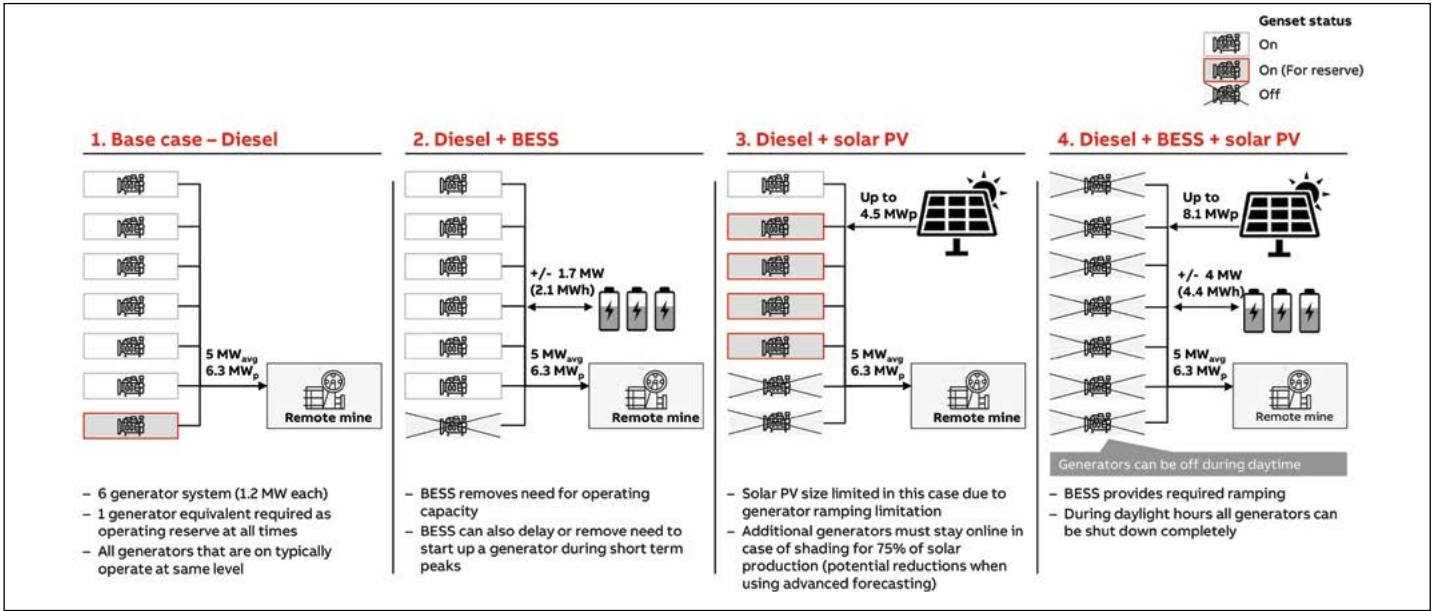 Genset status
On
On (For reserve)
Off
1. Base case – Diesel
5 MWavg
6.3 MWp
Remote mine
– 6 generator system (1.2 MW each)
– 1 generator equivalent required as
operating reserve at all times
– All generators that are on typically
operate at same level
2. Diesel + BESS
+/- 1.7 MW
(2.1 MWh)
5 MWavg
6.3 MWp
Remote mine
– BESS removes need for operating
capacity
– BESS can also delay or remove need to
start up a generator during short term
peaks
3. Diesel + solar PV
Up to
4.5 MWp
5 MWavg
6.3 MWp
Remote mine
– Solar PV size limited in this case due to
generator ramping limitation
– Additional generators must stay online in
case of shading for 75% of solar
production (potential reductions when
using advanced forecasting)
4. Diesel + BESS + solar PV
Up to
8.1 MWp
+/- 4 MW
(4.4 MWh)
5 MWavg
6.3 MWp
Remote mine
Generators can be off during daytime
– BESS provides required ramping
– During daylight hours all generators can
be shut down completely